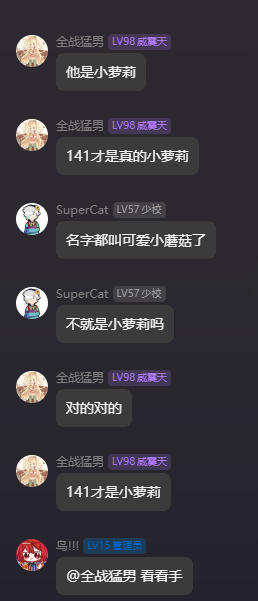 全战猛男 LV98 威震天
他是小萝莉
全战猛男 LV98 威震天
141才是真的小萝莉
SuperCat LV57 少校
名字都叫可爱小蘑菇了
SuperCat LV57 少校
不就是小萝莉吗
全战猛男 LV98 威震天
对的对的
全战猛男 LV98 威震天
141才是小萝莉
鸟!!! LV15 管理员
@全战猛男 看看手